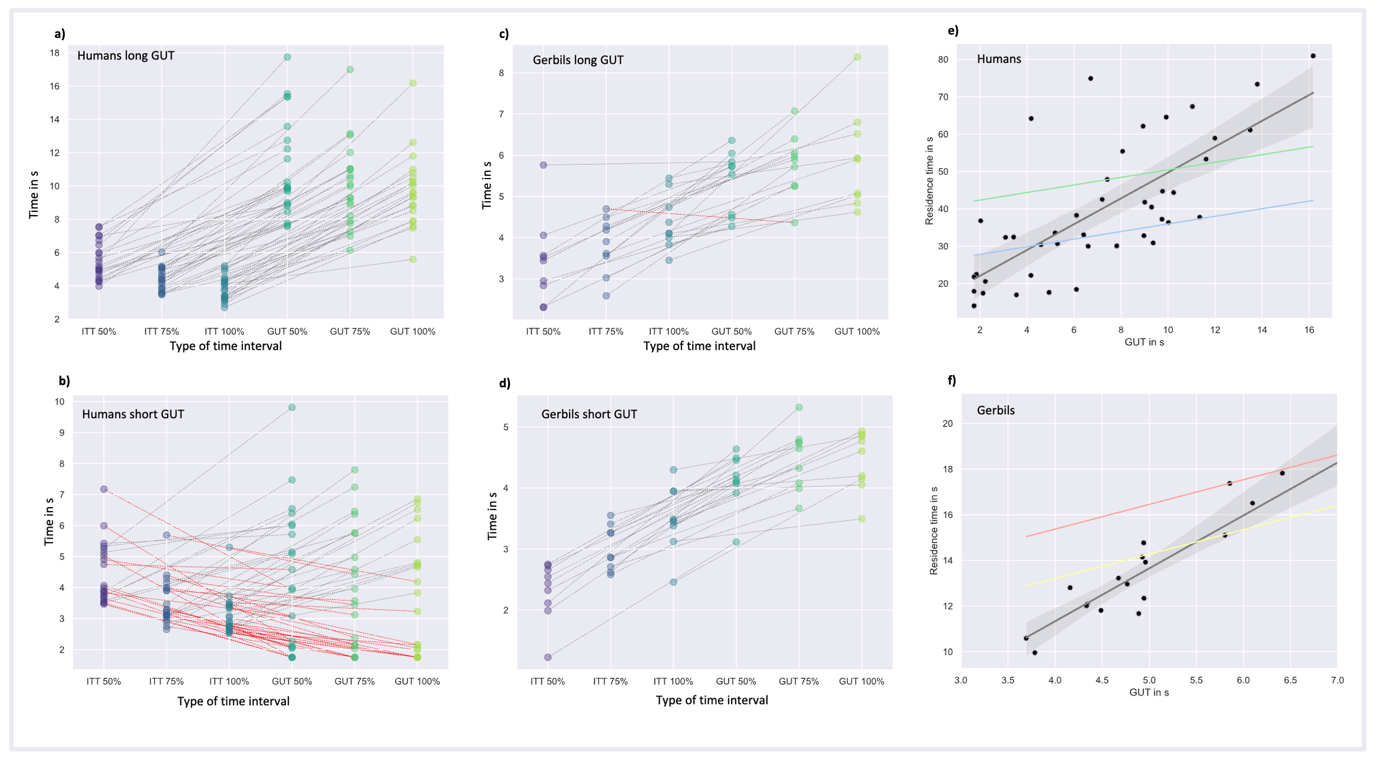 a)
Humans long GUT
18
16
14
12
10
8
6
4
2
Time in s
ITT 50% ITT 75% ITT 100% GUT 50% GUT 75% GUT 100%
Type of time interval
b)
Humans short GUT
10
9
8
7
6
5
4
3
2
Time in s
ITT 50% ITT 75% ITT 100% GUT 50% GUT 75% GUT 100%
Type of time interval
c)
Gerbils long GUT
8
7
6
5
4
3
Time in s
ITT 50% ITT 75% ITT 100% GUT 50% GUT 75% GUT 100%
Type of time interval
d)
Gerbils short GUT
5
4
3
2
Time in s
ITT 50% ITT 75% ITT 100% GUT 50% GUT 75% GUT 100%
Type of time interval
e)
Humans
80
70
60
50
40
30
20
Residence time in s
2 4 6 8 10 12 14 16
GUT in s
f)
Gerbils
20
18
16
14
12
10
Residence time in s
3.0 3.5 4.0 4.5 5.0 5.5 6.0 6.5 7.0
GUT in s